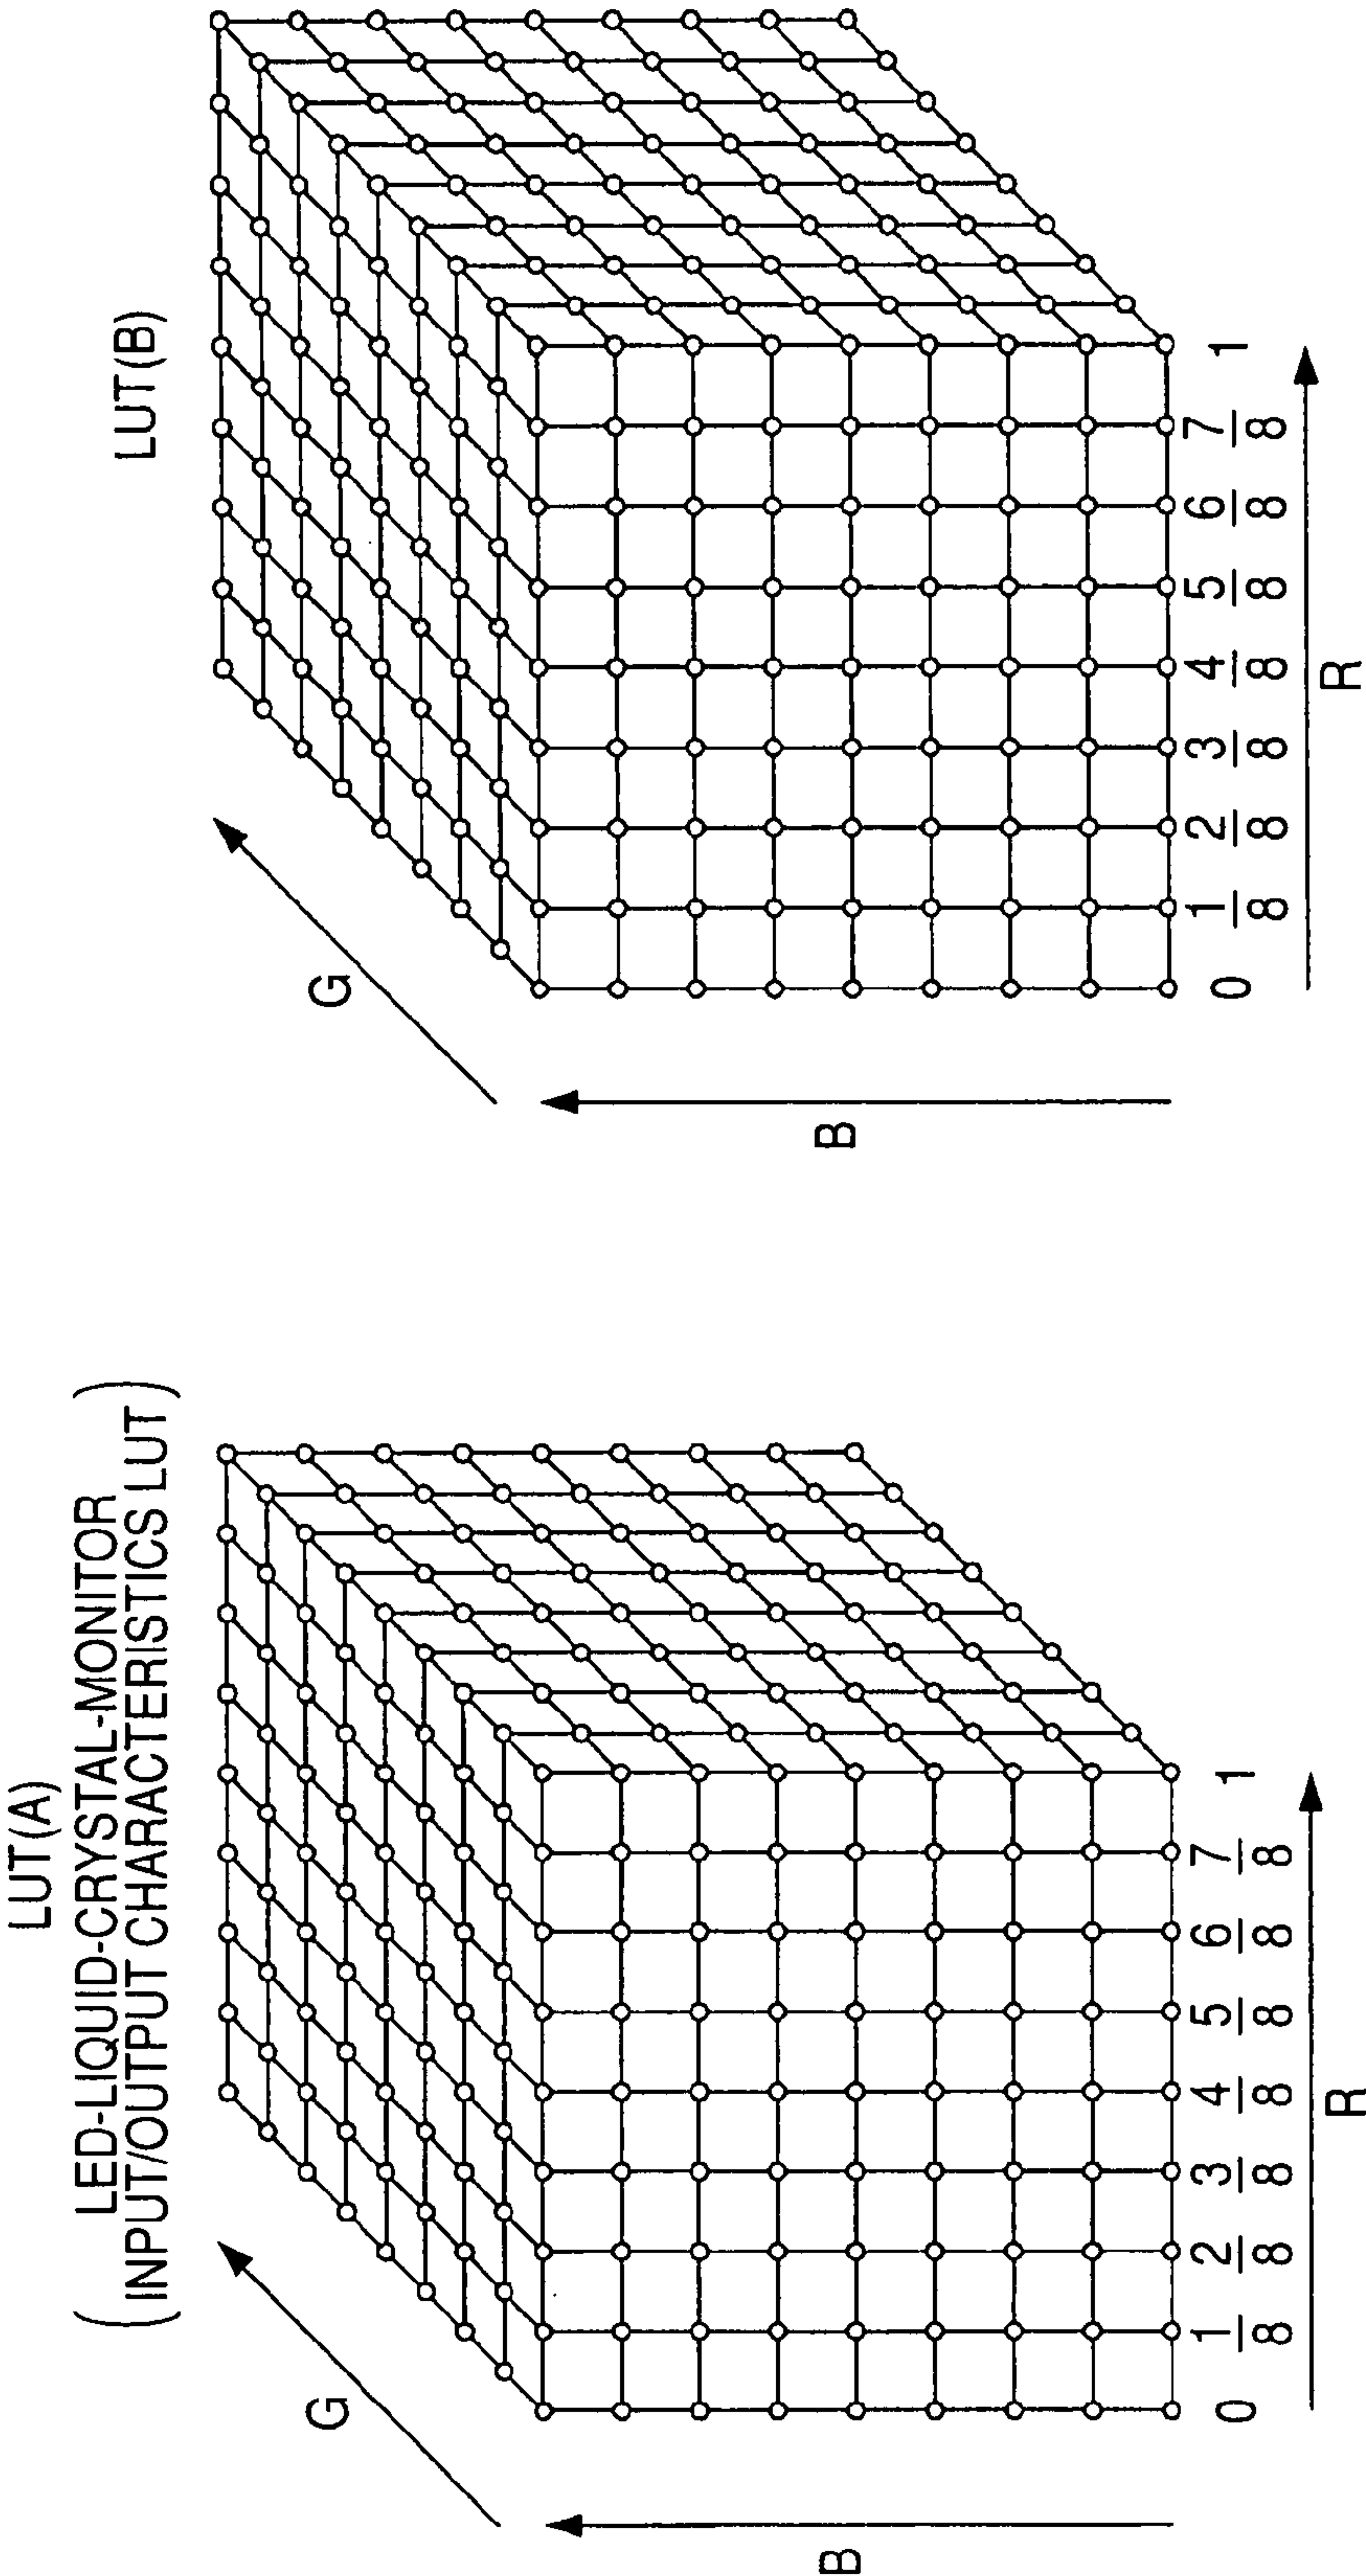 LUT(A)
(LED-LIQUID-CRYSTAL-MONITOR
INPUT/OUTPUT CHARACTERISTICS LUT)
G
B
0 1/8 2/8 3/8 4/8 5/8 6/8 7/8 1
R
LUT(B)
G
B
0 1/8 2/8 3/8 4/8 5/8 6/8 7/8 1
R